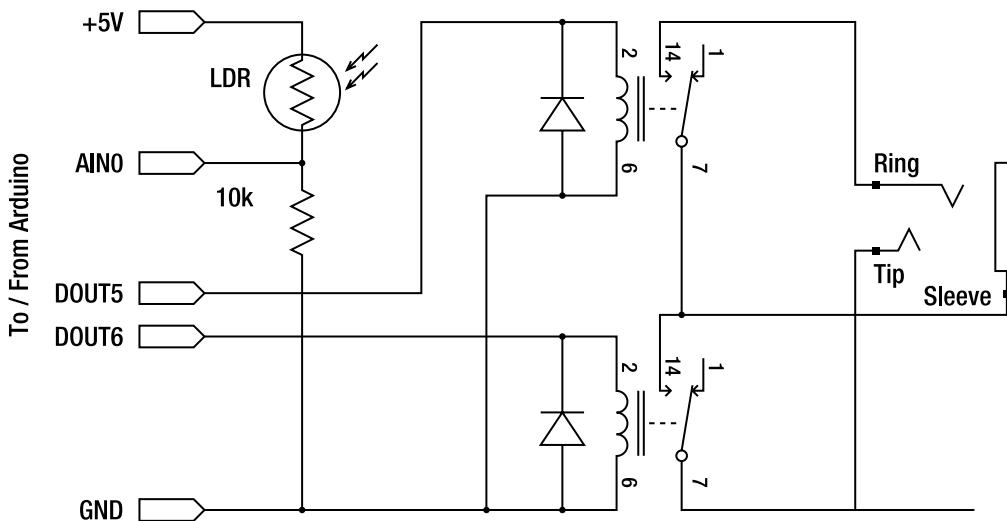 +5V
LDR
AIN0
10k
To / From Arduino
DOUT5
DOUT6
GND
2
14
1
6
7
Ring
Tip
Sleeve
2
14
1
6
7